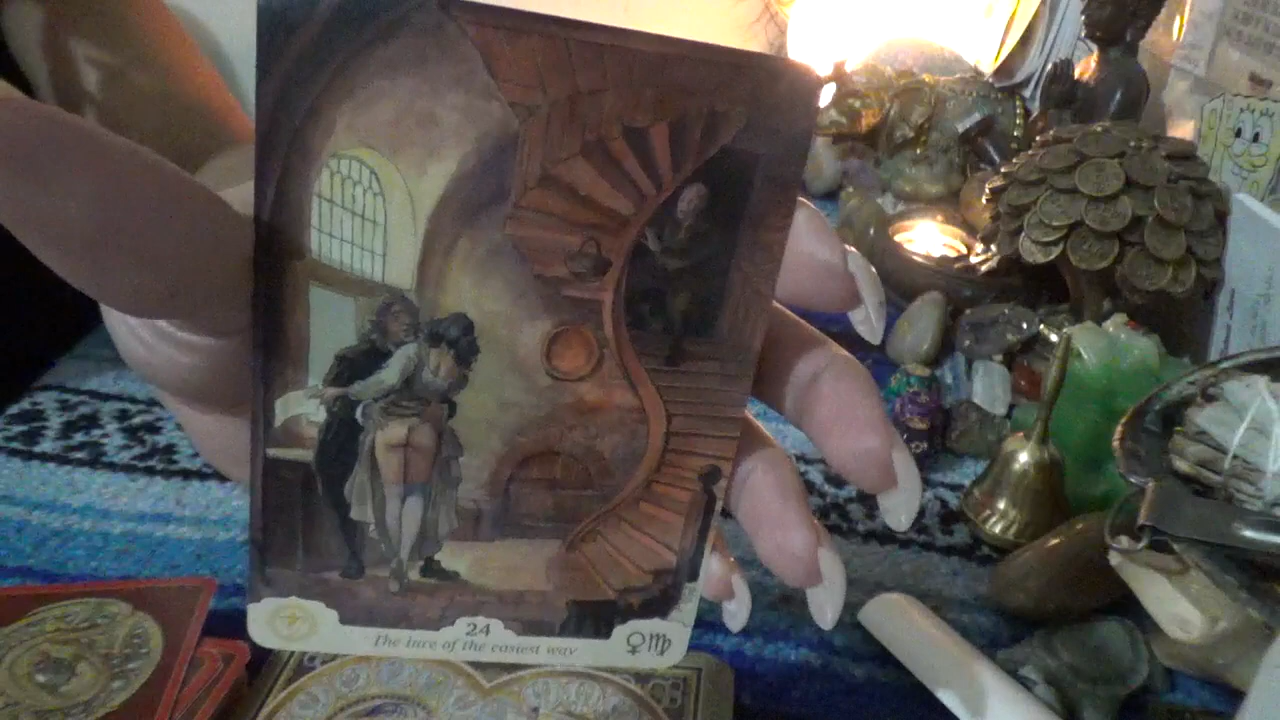 24
The lure of the easiest way
♀♍